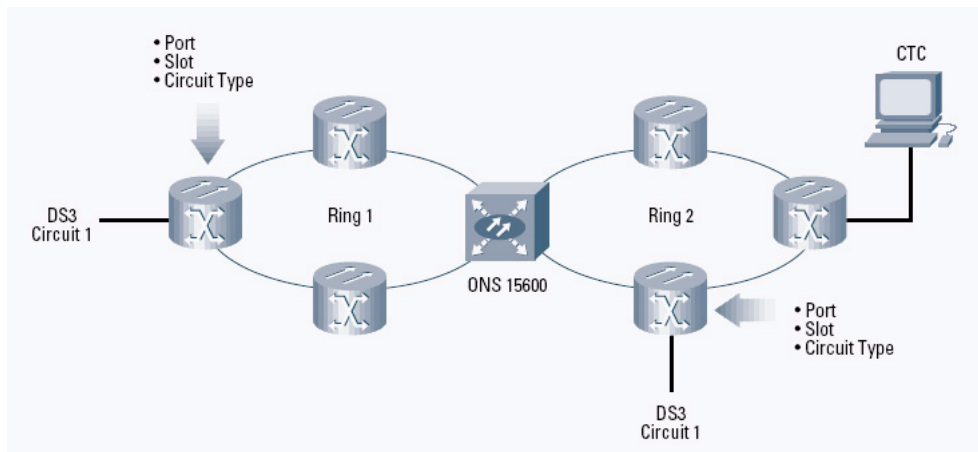 • Port
• Slot
• Circuit Type
CTC
DS3
Circuit 1
Ring 1
Ring 2
ONS 15600
• Port
• Slot
• Circuit Type
DS3
Circuit 1